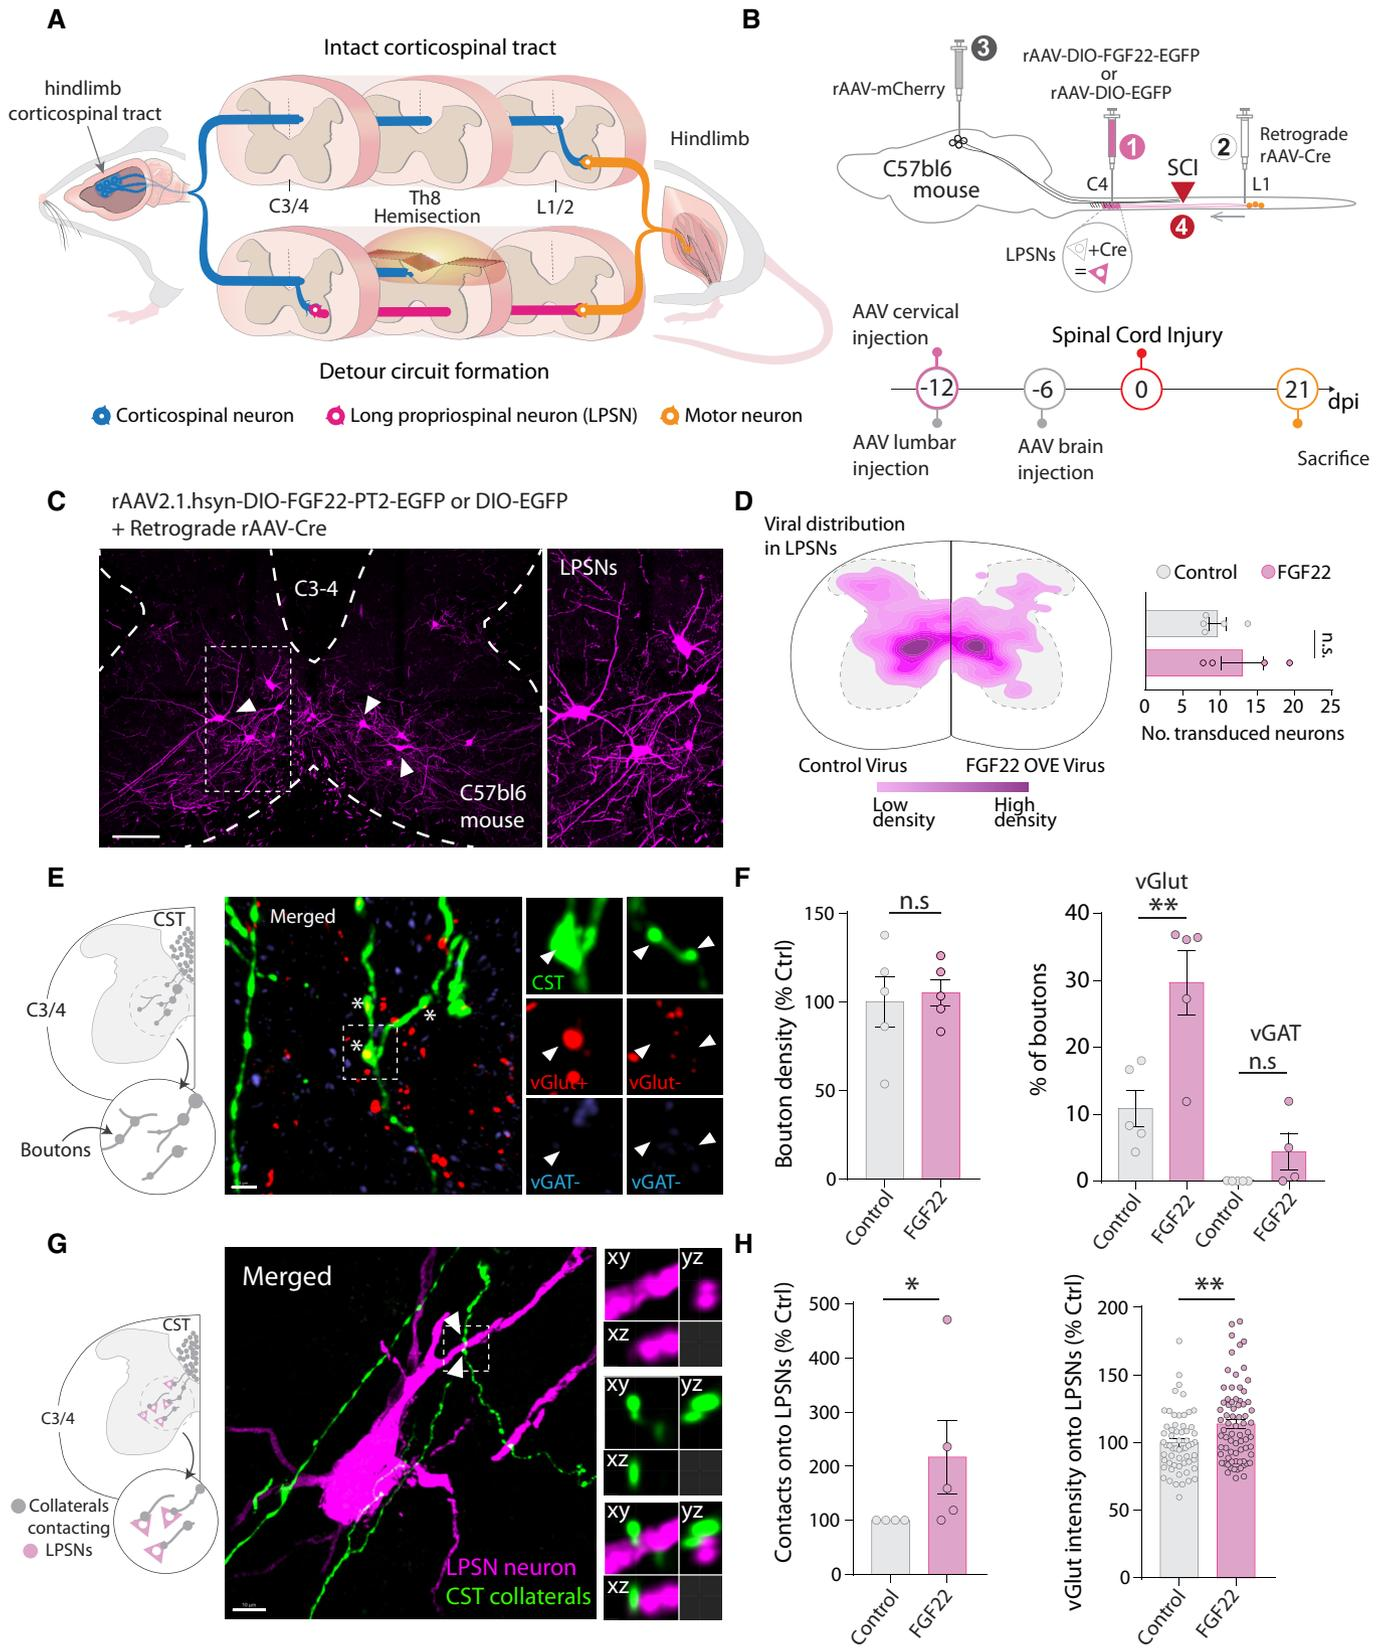 A
Intact corticospinal tract
hindlimb
corticospinal tract
Hindlimb
C3/4
Th8
Hemisection
L1/2
Detour circuit formation
Corticospinal neuron
Long propriospinal neuron (LPSN)
Motor neuron
B
3
rAAV-mCherry
rAAV-DIO-FGF22-EGFP
or
rAAV-DIO-EGFP
1
2
Retrograde
rAAV-Cre
C57bl6
mouse
C4
SCI
L1
4
LPSNs
+Cre
=
AAV cervical
injection
Spinal Cord Injury
-12
-6
0
21
dpi
AAV lumbar
injection
AAV brain
injection
Sacrifice
C
rAAV2.1.hsyn-DIO-FGF22-PT2-EGFP or DIO-EGFP
+ Retrograde rAAV-Cre
C3-4
LPSNs
C57bl6
mouse
D
Viral distribution
in LPSNs
Control Virus
FGF22 OVE Virus
Low
density
High
density
Control
FGF22
n.s.
0 5 10 15 20 25
No. transduced neurons
E
CST
C3/4
Boutons
Merged
CST
vGlut+
vGlut-
vGAT-
vGAT-
*
*
*
F
Bouton density (% Ctrl)
150
100
50
0
n.s
Control
FGF22
% of boutons
40
30
20
10
0
vGlut
**
vGAT
n.s
Control
FGF22
Control
FGF22
G
CST
C3/4
Collaterals
contacting
LPSNs
Merged
LPSN neuron
CST collaterals
10 µm
xy
yz
xz
xy
yz
xz
xy
yz
xz
H
Contacts onto LPSNs (% Ctrl)
500
400
300
200
100
0
*
Control
FGF22
vGlut intensity onto LPSNs (% Ctrl)
200
150
100
50
0
**
Control
FGF22